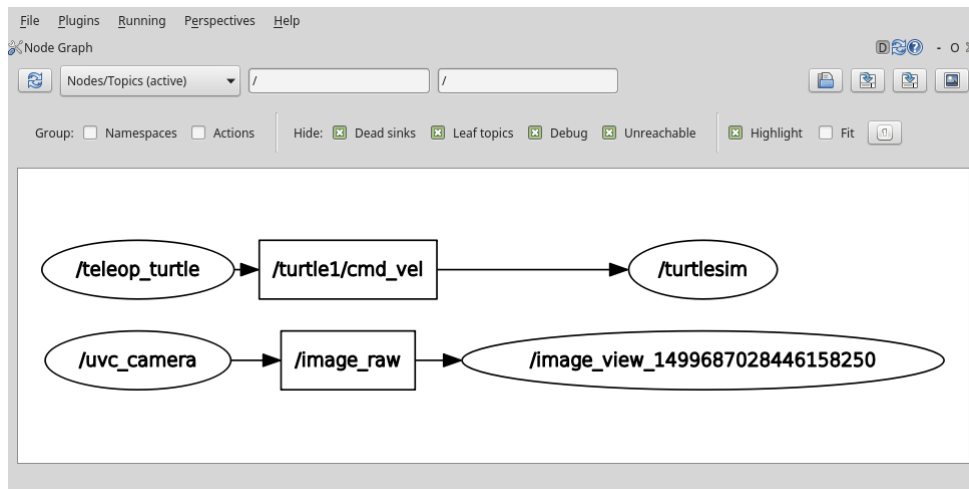 File Plugins Running Perspectives Help
Node Graph D - O
Nodes/Topics (active) / /
Group: Namespaces Actions Hide: Dead sinks Leaf topics Debug Unreachable Highlight Fit
/teleop_turtle /turtle1/cmd_vel /turtlesim
/uvc_camera /image_raw /image_view_1499687028446158250